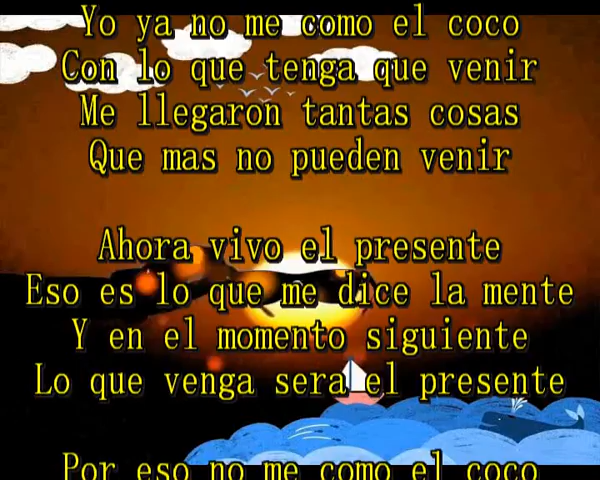 Yo ya no me como el coco
Con lo que tenga que venir
Me llegaron tantas cosas
Que mas no pueden venir
Ahora vivo el presente
Eso es lo que me dice la mente
Y en el momento siguiente
Lo que venga sera el presente
Por eso no me como el coco